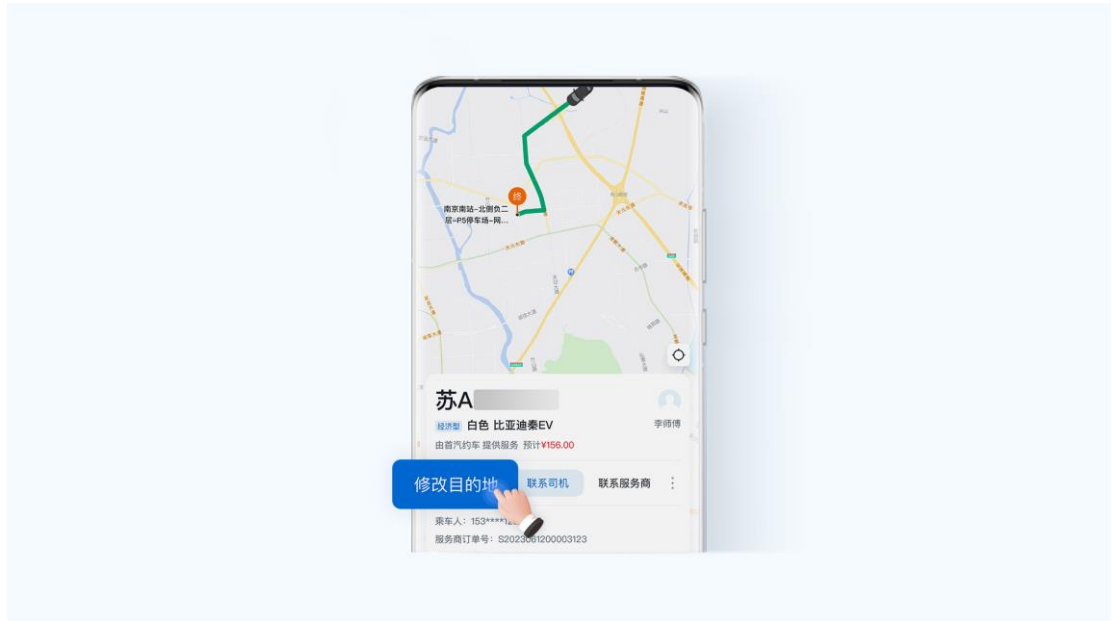 终
南京南站-北侧负二
层-P5停车场-网...
苏A
李师傅
经济型 白色 比亚迪秦EV
由首汽约车 提供服务 预计¥156.00
修改目的地
联系司机
联系服务商
乘车人：153****12
服务商订单号：S2023061200003123